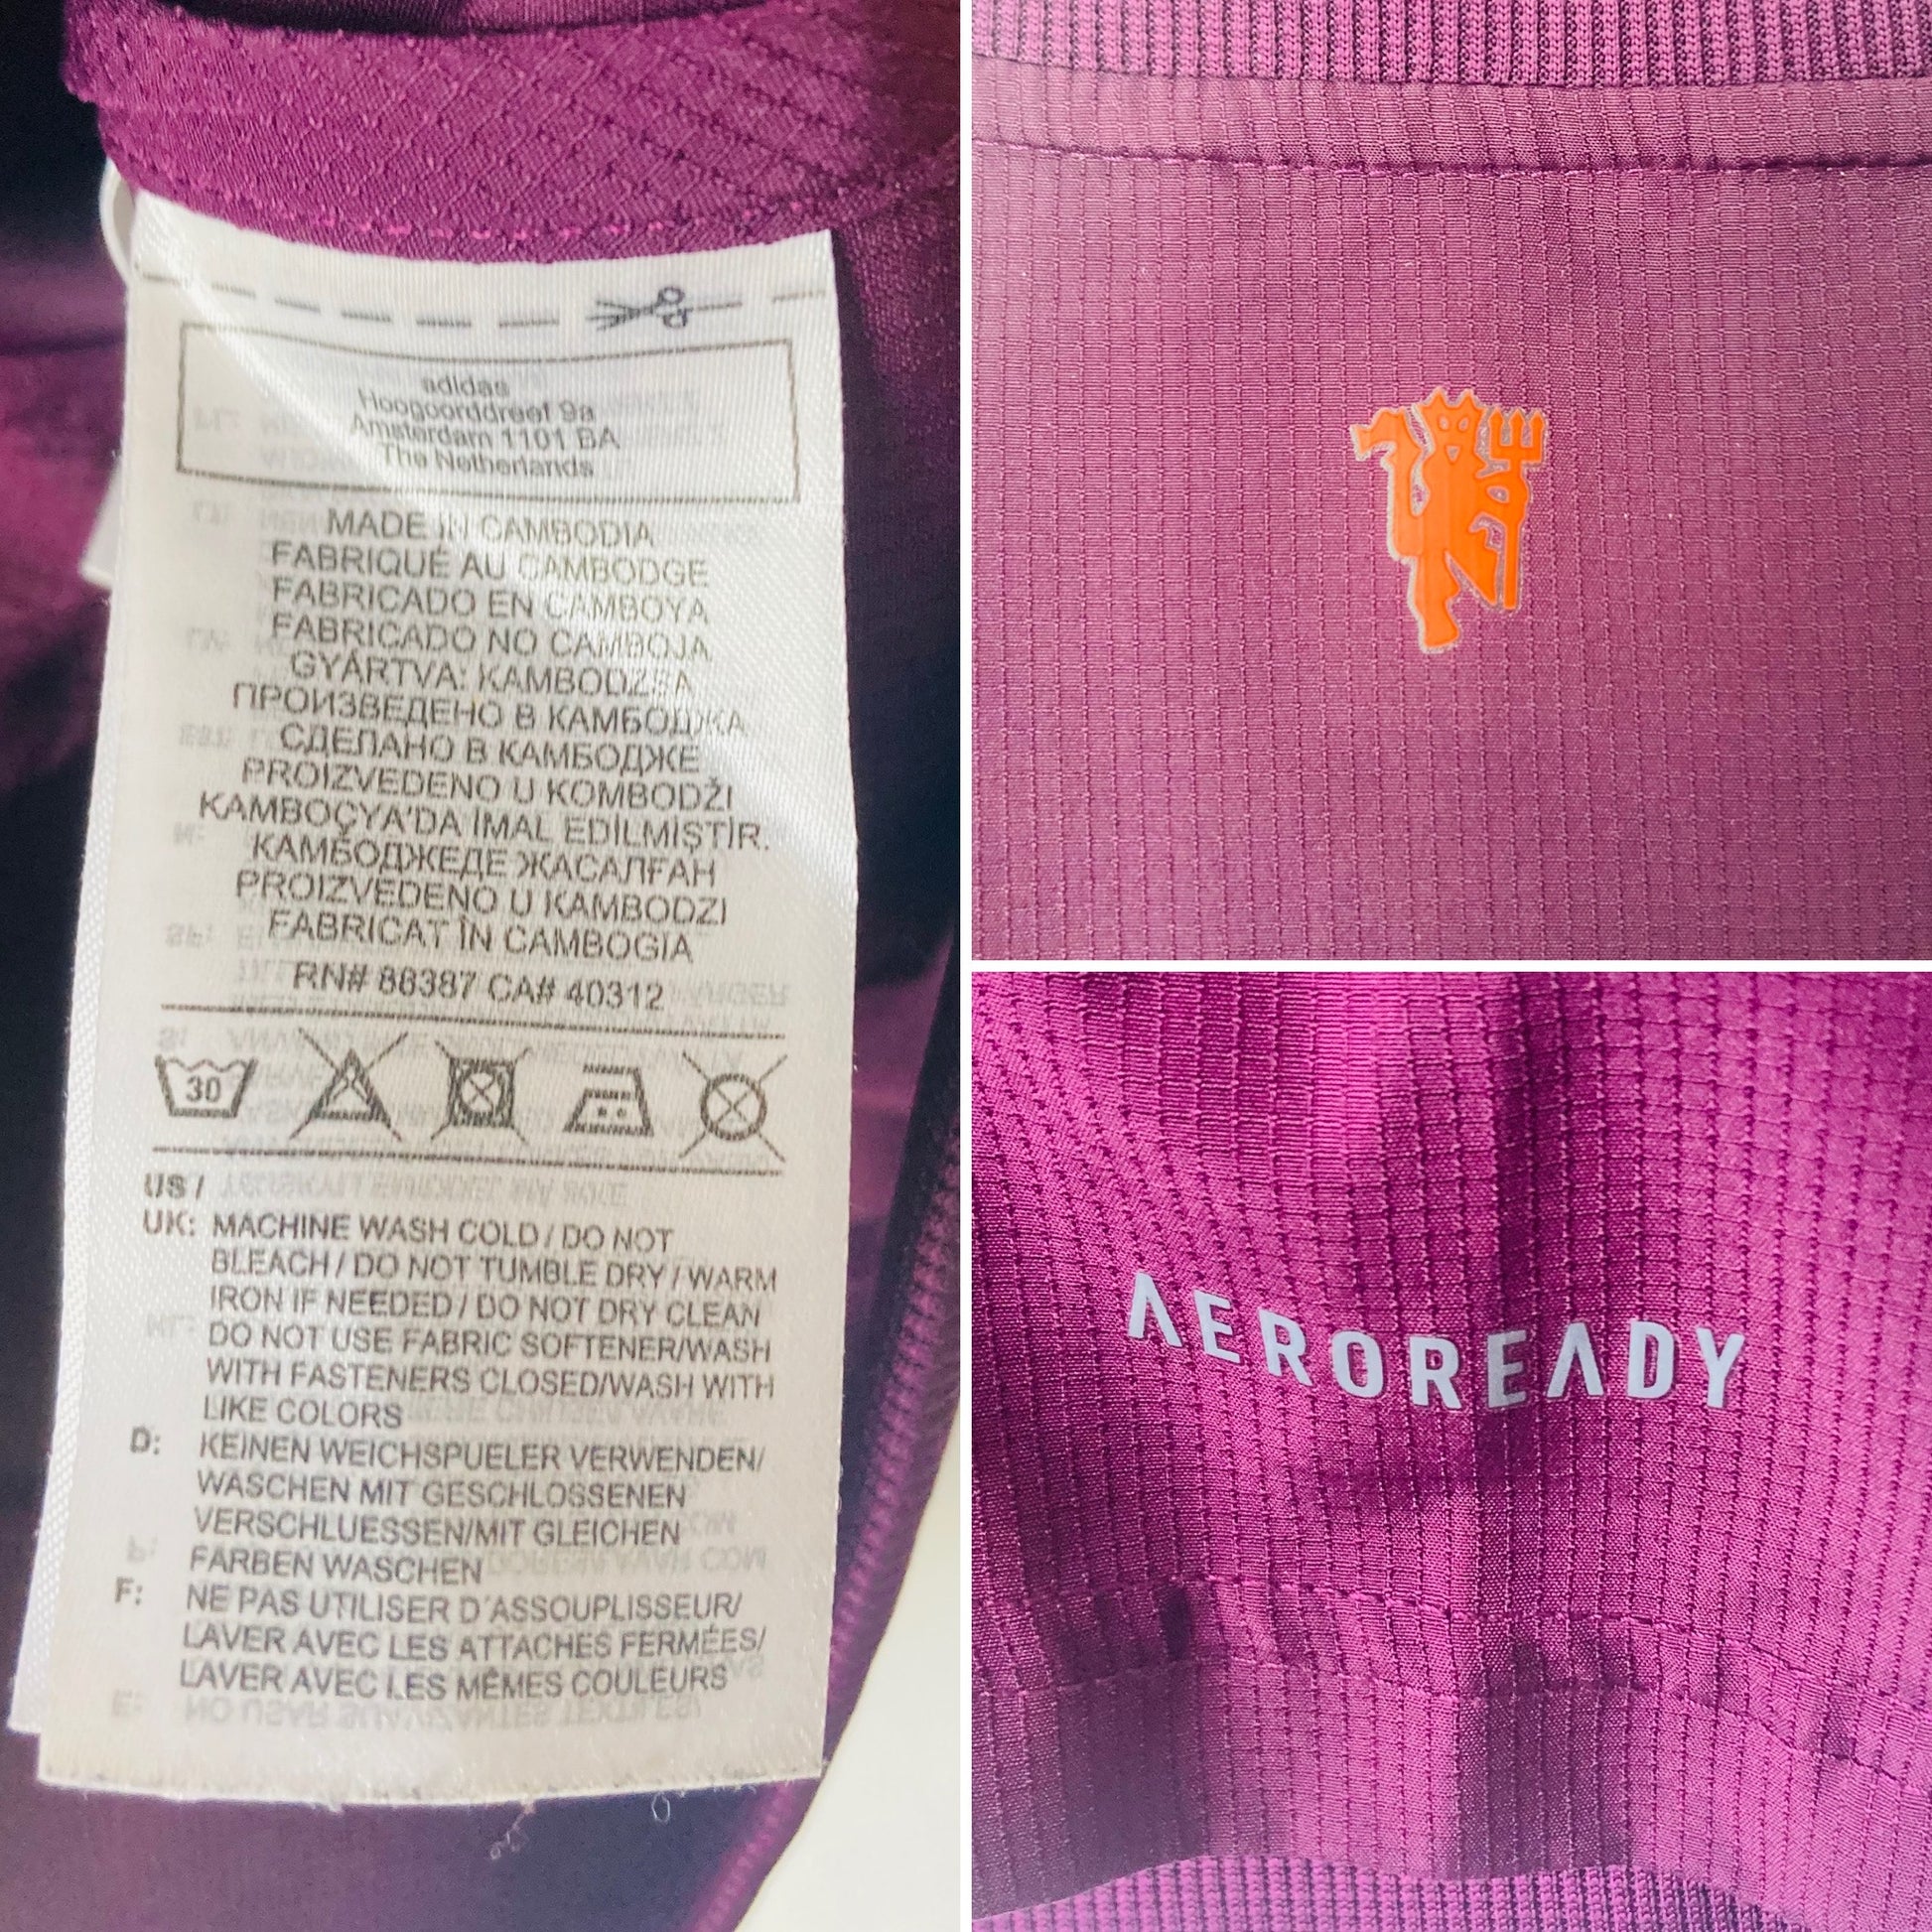 adidas
Hoogoorddreef 9a
Amsterdam 1101 BA
The Netherlands
MADE IN CAMBODIA
FABRIQUÉ AU CAMBODGE
FABRICADO EN CAMBOYA
FABRICADO NO CAMBOJA
GYÁRTVA: KAMBODZSA
ПРОИЗВЕДЕНО В КАМБОДЖА
СДЕЛАНО В КАМБОДЖЕ
PROIZVEDENO U KOMBODŽI
KAMBOÇYA'DA İMAL EDİLMİŞTİR.
КАМБОДЖЕДЕ ЖАСАЛҒАН
PROIZVEDENO U KAMBODZI
FABRICAT ÎN CAMBOGIA
RN# 88387 CA# 40312
30
US /
UK: MACHINE WASH COLD / DO NOT
BLEACH / DO NOT TUMBLE DRY / WARM
IRON IF NEEDED / DO NOT DRY CLEAN
DO NOT USE FABRIC SOFTENER/WASH
WITH FASTENERS CLOSED/WASH WITH
LIKE COLORS
D: KEINEN WEICHSPUELER VERWENDEN/
WASCHEN MIT GESCHLOSSENEN
VERSCHLUESSEN/MIT GLEICHEN
FARBEN WASCHEN
F: NE PAS UTILISER D'ASSOUPLISSEUR/
LAVER AVEC LES ATTACHES FERMÉES/
LAVER AVEC LES MÊMES COULEURS
AEROREADY